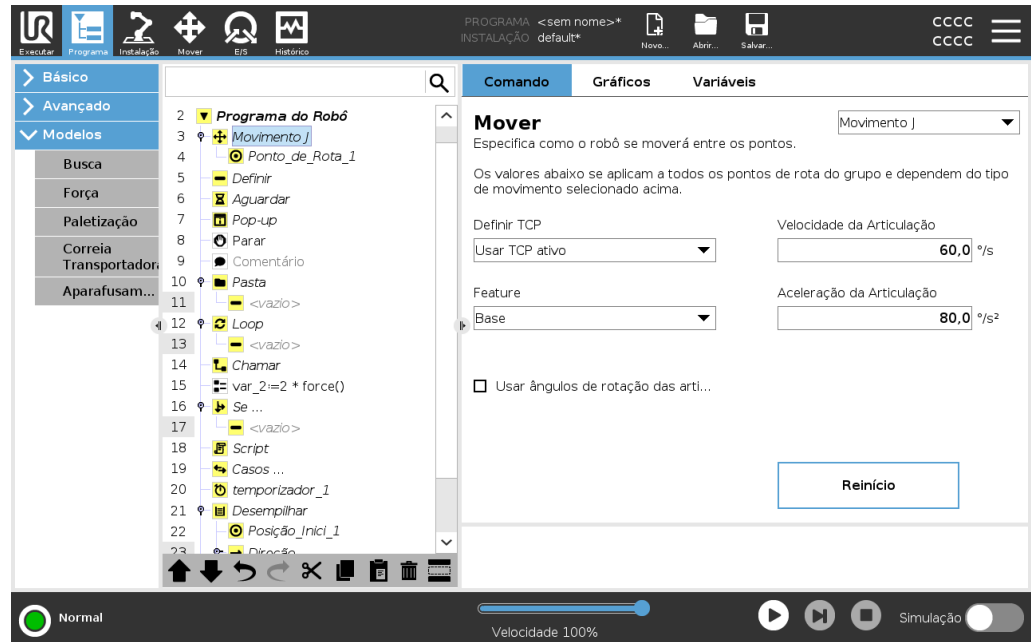 UR
PROGRAMA <sem nome>*
INSTALAÇÃO default*
CCCC
CCCC
Executar Programa Instalação Mover E/S Histórico Novo... Abrir... Salvar...
Básico
Avançado
Modelos
Busca
Força
Paletização
Correia
Transportador
Aparafusam...
2 Programa do Robô
3 Movimento J
4 Ponto_de_Rota_1
5 Definir
6 Aguardar
7 Pop-up
8 Parar
9 Comentário
10 Pasta
11 <vazio>
12 Loop
13 <vazio>
14 Chamar
15 var_2:=2 * force()
16 Se ...
17 <vazio>
18 Script
19 Casos ...
20 temporizador_1
21 Desempilhar
22 Posição_Inici_1
23 Direção
Comando Gráficos Variáveis
Mover
Movimento J
Especifica como o robô se moverá entre os pontos.
Os valores abaixo se aplicam a todos os pontos de rota do grupo e dependem do tipo
de movimento selecionado acima.
Definir TCP Velocidade da Articulação
Usar TCP ativo 60,0 °/s
Feature Aceleração da Articulação
Base 80,0 °/s²
Usar ângulos de rotação das arti...
Reinício
Normal
Velocidade 100%
Simulação